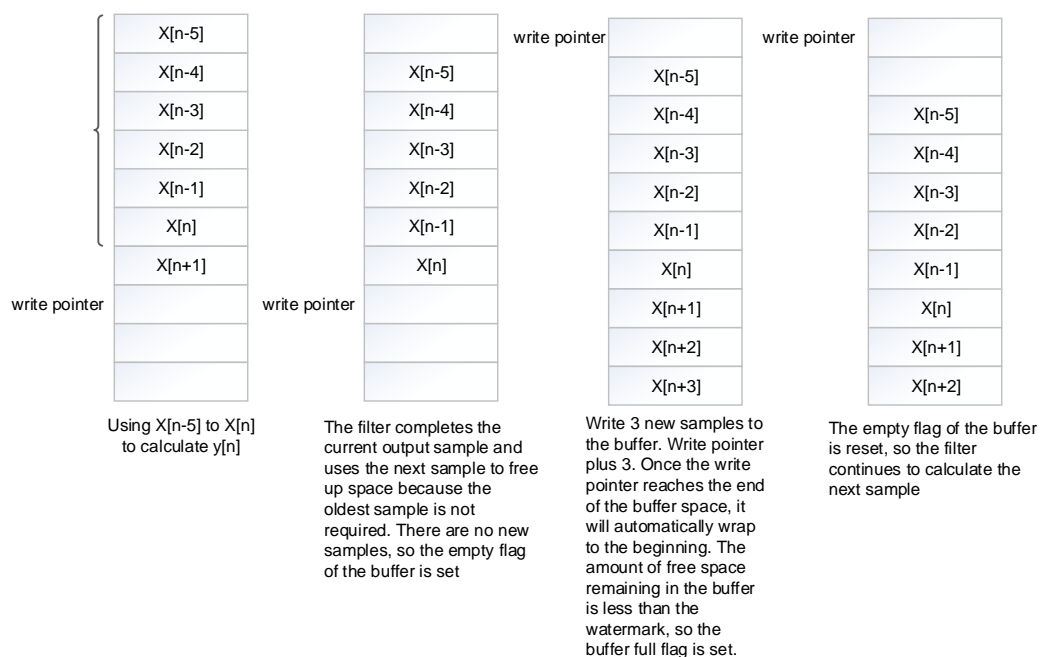 X[n-5]
X[n-4]
X[n-3]
X[n-2]
X[n-1]
X[n]
X[n+1]
write pointer
Using X[n-5] to X[n]
to calculate y[n]
X[n-5]
X[n-4]
X[n-3]
X[n-2]
X[n-1]
X[n]
write pointer
The filter completes the
current output sample and
uses the next sample to free
up space because the
oldest sample is not
required. There are no new
samples, so the empty flag
of the buffer is set
write pointer
X[n-5]
X[n-4]
X[n-3]
X[n-2]
X[n-1]
X[n]
X[n+1]
X[n+2]
X[n+3]
Write 3 new samples to
the buffer. Write pointer
plus 3. Once the write
pointer reaches the end
of the buffer space, it
will automatically wrap
to the beginning. The
amount of free space
remaining in the buffer
is less than the
watermark, so the
buffer full flag is set.
write pointer
X[n-5]
X[n-4]
X[n-3]
X[n-2]
X[n-1]
X[n]
X[n+1]
X[n+2]
The empty flag of the buffer
is reset, so the filter
continues to calculate the
next sample